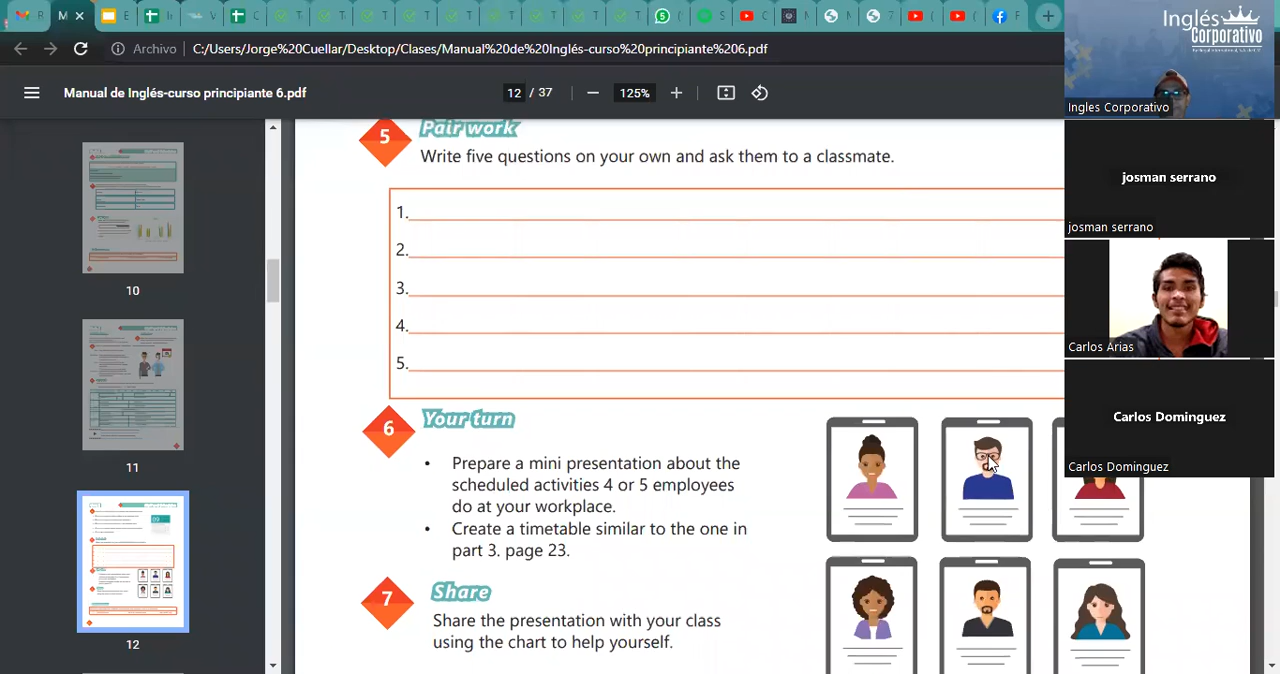 Archivo
C:/Users/Jorge%20Cuellar/Desktop/Clases/Manual%20de%20Inglés-curso%20principiante%206.pdf
Manual de Inglés-curso principiante 6.pdf
12 / 37
125%
10
11
12
5
Pair work
Write five questions on your own and ask them to a classmate.
1.
2.
3.
4.
5.
6
Your turn
• Prepare a mini presentation about the
scheduled activities 4 or 5 employees
do at your workplace.
• Create a timetable similar to the one in
part 3. page 23.
7
Share
Share the presentation with your class
using the chart to help yourself.
Inglés
Corporativo
Ingles Corporativo
josman serrano
josman serrano
Carlos Arias
Carlos Dominguez
Carlos Dominguez